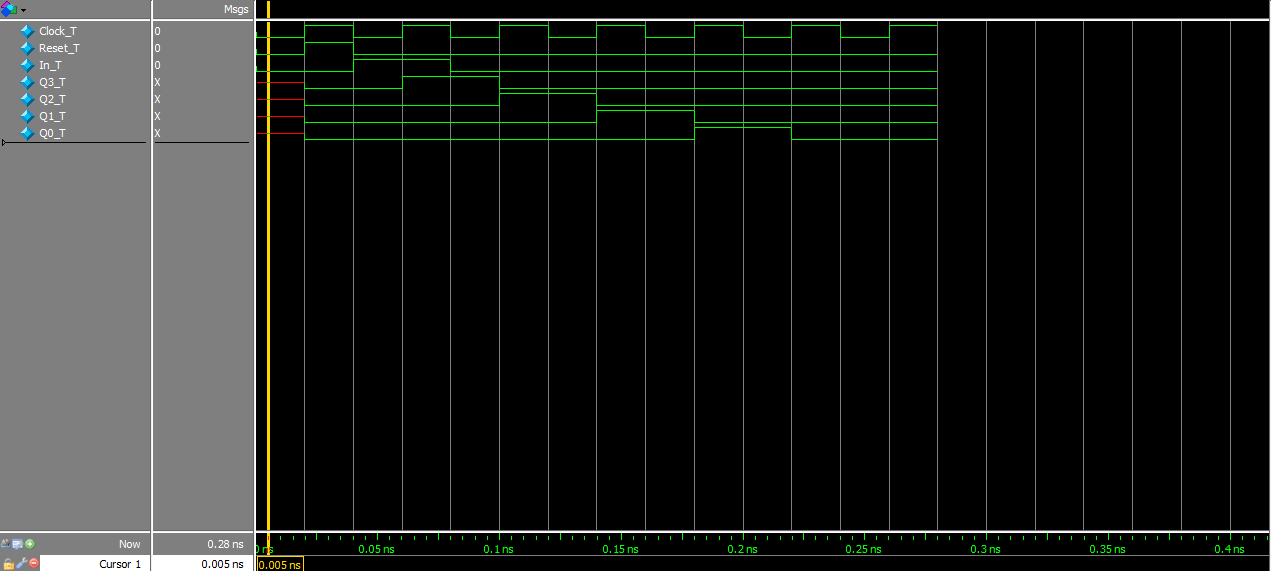 Msgs
Clock_T 0
Reset_T 0
In_T 0
Q3_T X
Q2_T X
Q1_T X
Q0_T X
Now 0.28 ns
ns 0.05 ns 0.1 ns 0.15 ns 0.2 ns 0.25 ns 0.3 ns 0.35 ns 0.4 ns
Cursor 1 0.005 ns 0.005 ns